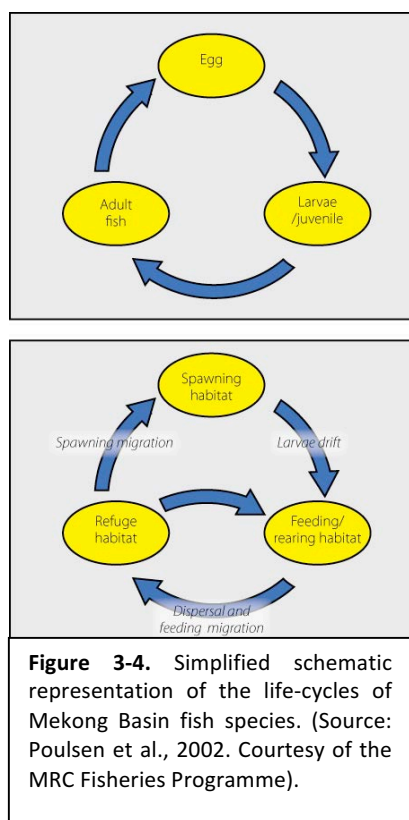 Egg
Adult
fish
Larvae
/juvenile
Spawning
habitat
Spawning migration
Larvae drift
Refuge
habitat
Feeding/
rearing habitat
Dispersal and
feeding migration
Figure 3-4. Simplified schematic
representation of the life-cycles of
Mekong Basin fish species. (Source:
Poulsen et al., 2002. Courtesy of the
MRC Fisheries Programme).